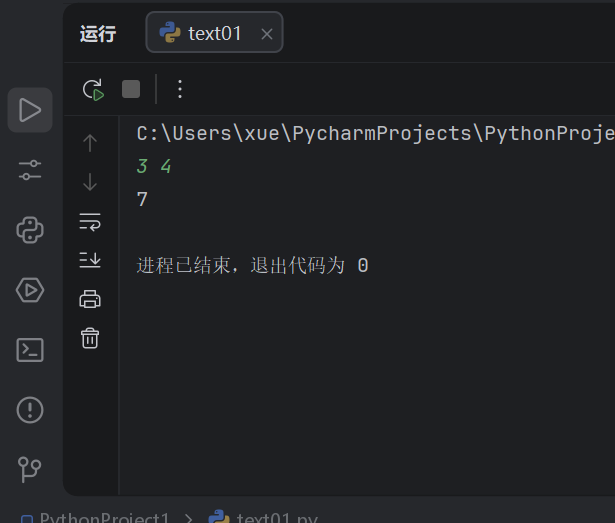 运行 text01
C:\Users\xue\PycharmProjects\PythonProje
3 4
7
进程已结束，退出代码为 0
PythonProject1 > text01.py